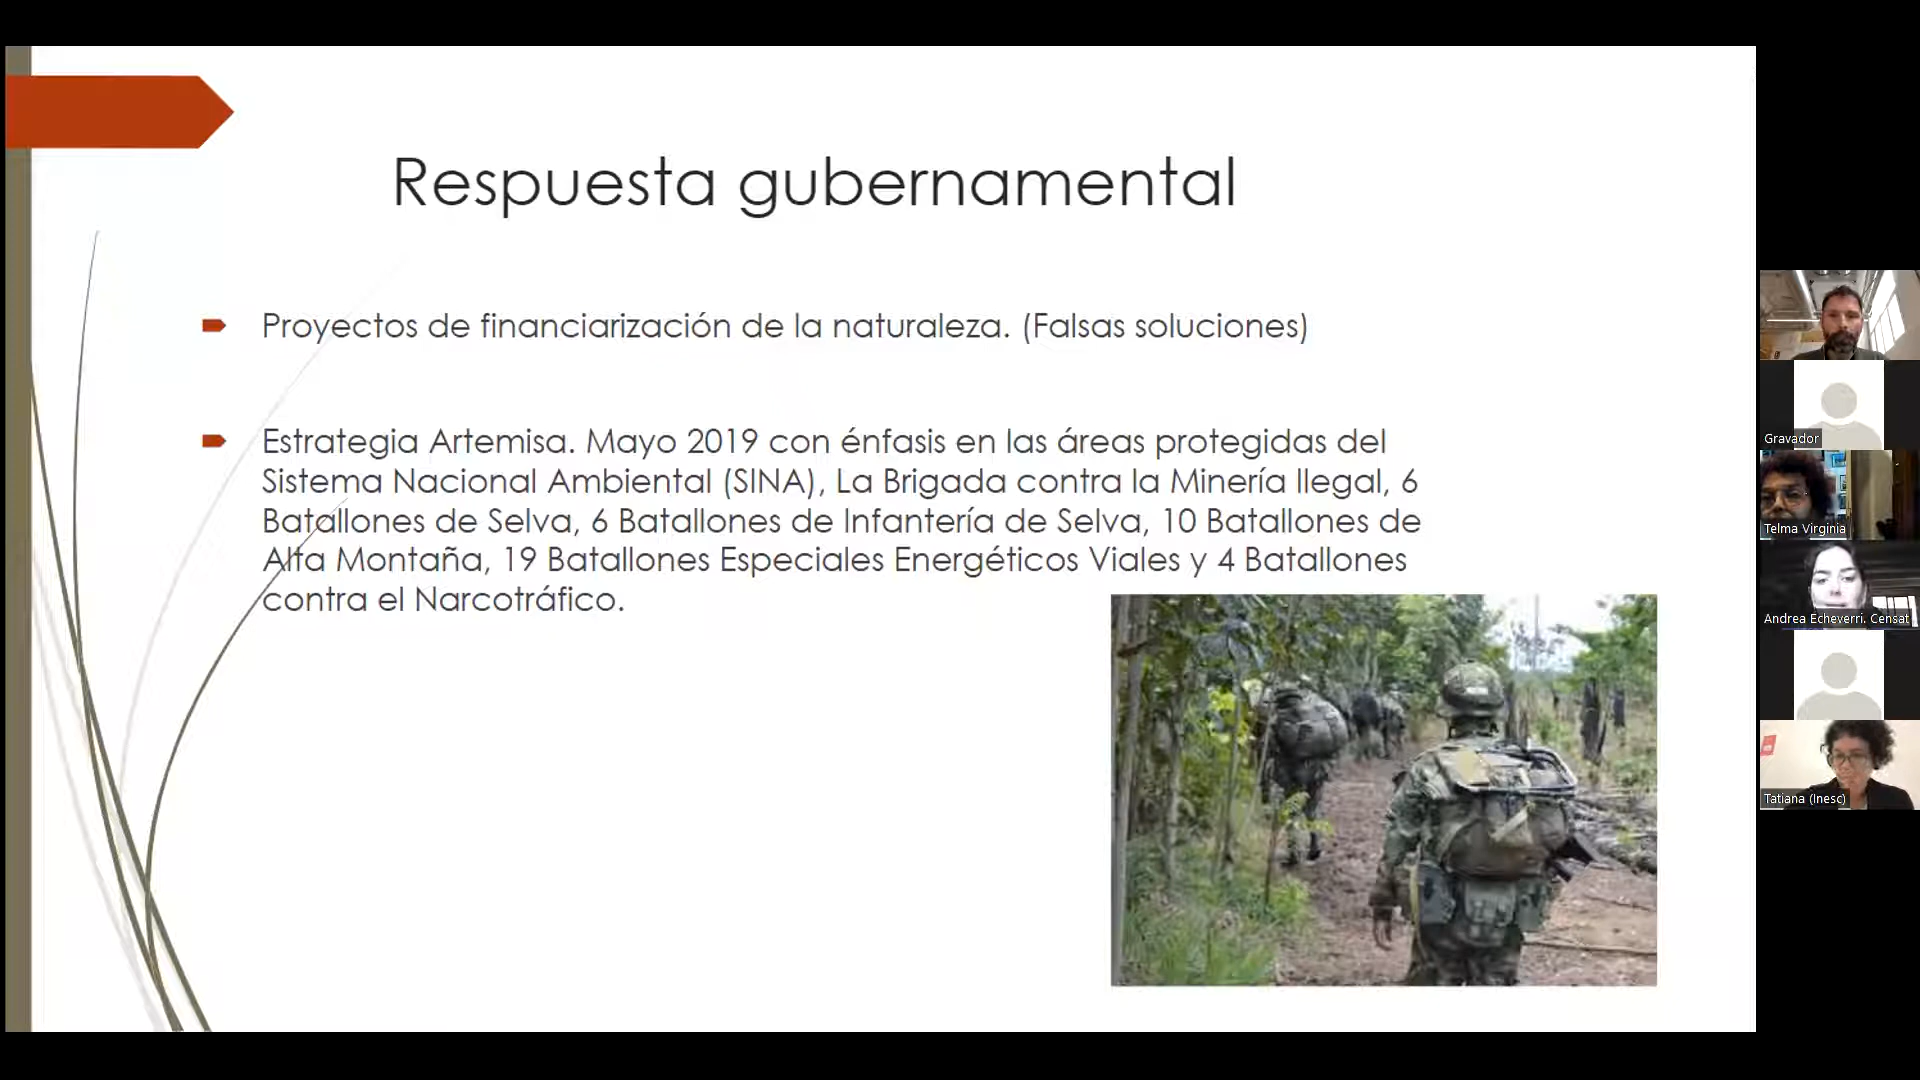 Respuesta gubernamental
Proyectos de financiarización de la naturaleza. (Falsas soluciones)
Estrategia Artemisa. Mayo 2019 con énfasis en las áreas protegidas del
Sistema Nacional Ambiental (SINA), La Brigada contra la Minería Ilegal, 6
Batallones de Selva, 6 Batallones de Infantería de Selva, 10 Batallones de
Alta Montaña, 19 Batallones Especiales Energéticos Viales y 4 Batallones
contra el Narcotráfico.
Gravador
Telma Virginia
Andrea Echeverri. Censat
Tatiana (Inesc)